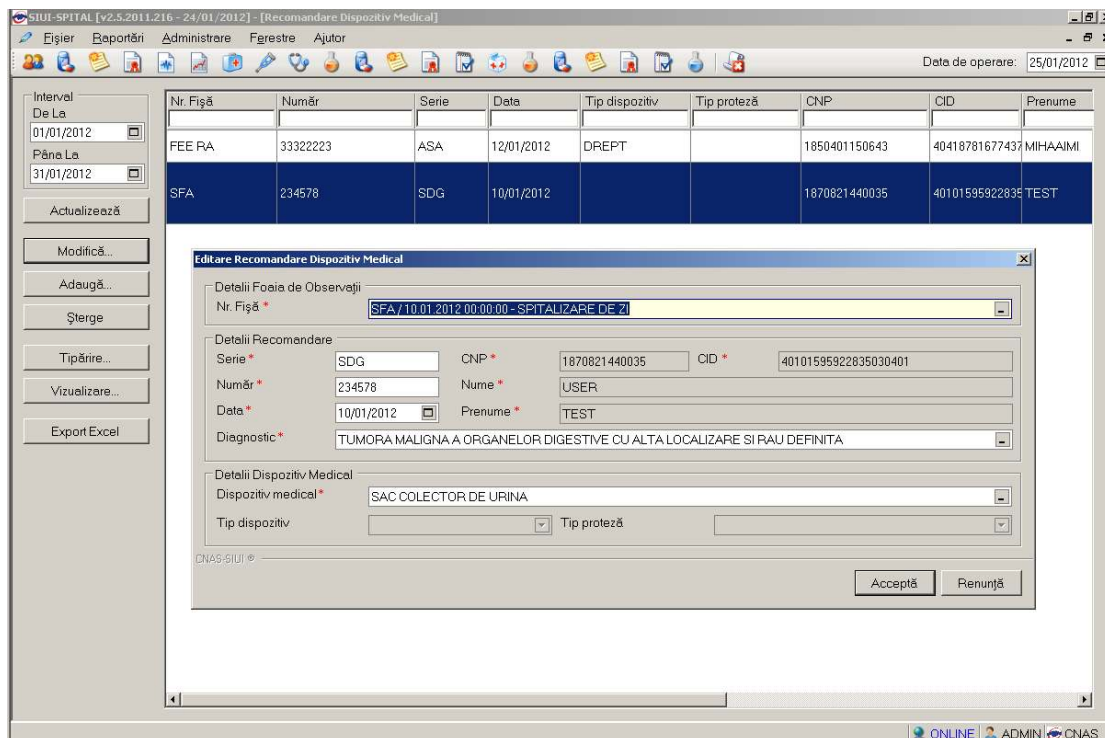 SIUI-SPITAL [v2.5.2011.216 - 24/01/2012] - [Recomandare Dispozitiv Medical]
Fişier Raportări Administrare Ferestre Ajutor
Data de operare: 25/01/2012
Interval
De La
01/01/2012
Pâna La
31/01/2012
Actualizează
Modifică...
Adaugă...
Şterge
Tipărire...
Vizualizare...
Export Excel
Nr. Fişă Număr Serie Data Tip dispozitiv Tip proteză CNP CID Prenume
FEE RA 33322223 ASA 12/01/2012 DREPT 1850401150643 40418781677437 MIHAAIMI
SFA 234578 SDG 10/01/2012 1870821440035 40101595922835 TEST
Editare Recomandare Dispozitiv Medical
Detalii Foaia de Observaţii
Nr. Fişă * SFA / 10.01.2012 00:00:00 - SPITALIZARE DE ZI
Detalii Recomandare
Serie * SDG CNP * 1870821440035 CID * 40101595922835030401
Număr * 234578 Nume * USER
Data * 10/01/2012 Prenume * TEST
Diagnostic * TUMORA MALIGNA A ORGANELOR DIGESTIVE CU ALTA LOCALIZARE SI RAU DEFINITA
Detalii Dispozitiv Medical
Dispozitiv medical * SAC COLECTOR DE URINA
Tip dispozitiv Tip proteză
CNAS-SIUI ®
Acceptă Renunţă
ONLINE ADMIN CNAS